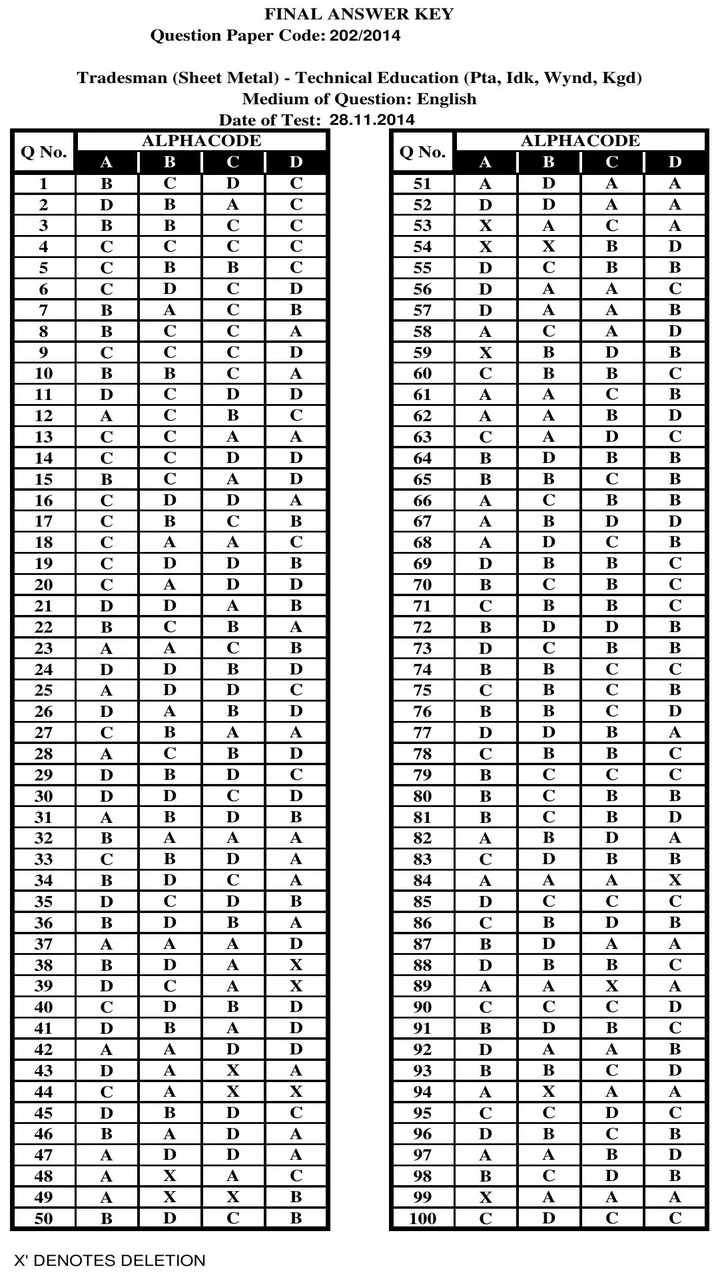 FINAL ANSWER KEY
Question Paper Code: 202/2014
Tradesman (Sheet Metal) - Technical Education (Pta, Idk, Wynd, Kgd)
Medium of Question: English
Date of Test: 28.11.2014
Q No. ALPHACODE Q No. ALPHACODE
A B C D A B C D
1 B C D C 51 A D A A
2 D B A C 52 D D A A
3 B B C C 53 X A C A
4 C C C C 54 X X B D
5 C B B C 55 D C B B
6 C D C D 56 D A A C
7 B A C B 57 D A A B
8 B C C A 58 A C A D
9 C C C D 59 X B D B
10 B B C A 60 C B B C
11 D C D D 61 A A C B
12 A C B C 62 A A B D
13 C C A A 63 C A D C
14 C C D D 64 B D B B
15 B C A D 65 B B C B
16 C D D A 66 A C B B
17 C B C B 67 A B D D
18 C A A C 68 A D C B
19 C D D B 69 D B B C
20 C A D D 70 B C B C
21 D D A B 71 C B B C
22 B C B A 72 B D D B
23 A A C B 73 D C B B
24 D D B D 74 B B C C
25 A D D C 75 C B C B
26 D A B D 76 B B C D
27 C B A A 77 D D B A
28 A C B D 78 C B B C
29 D B D C 79 B C C C
30 D D C D 80 B C B B
31 A B D B 81 B C B D
32 B A A A 82 A B D A
33 C B D A 83 C D B B
34 B D C A 84 A A A X
35 D C D B 85 D C C C
36 B D B A 86 C B D B
37 A A A D 87 B D A A
38 B D A X 88 D B B C
39 D C A X 89 A A X A
40 C D B D 90 C C C D
41 D B A D 91 B D B C
42 A A D D 92 D A A B
43 D A X A 93 B B C D
44 C A X X 94 A X A A
45 D B D C 95 C C D C
46 B A D A 96 D B C B
47 A D D A 97 A A B D
48 A X A C 98 B C D B
49 A X X B 99 X A A A
50 B D C B 100 C D C C
X' DENOTES DELETION